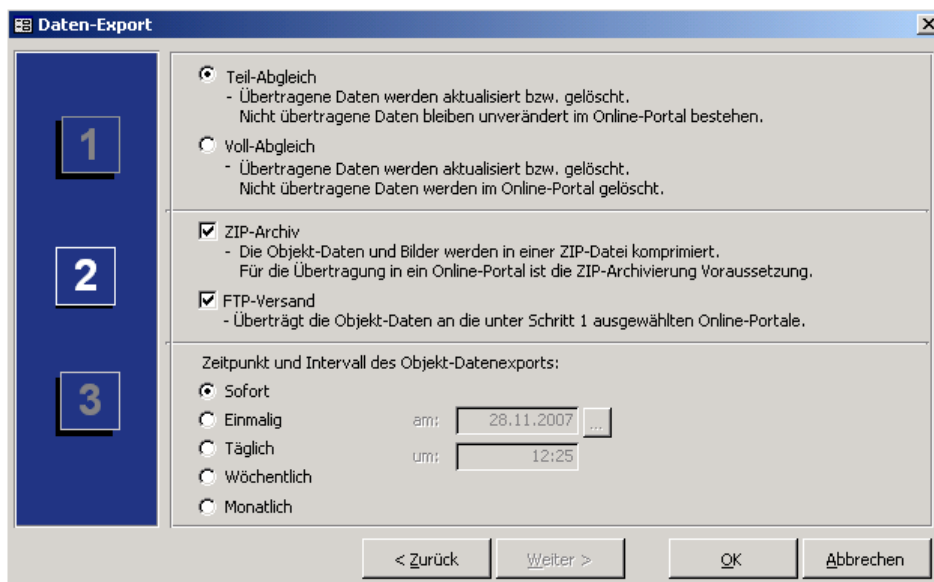 Daten-Export
1
2
3
Teil-Abgleich
- Übertragene Daten werden aktualisiert bzw. gelöscht.
Nicht übertragene Daten bleiben unverändert im Online-Portal bestehen.
Voll-Abgleich
- Übertragene Daten werden aktualisiert bzw. gelöscht.
Nicht übertragene Daten werden im Online-Portal gelöscht.
ZIP-Archiv
- Die Objekt-Daten und Bilder werden in einer ZIP-Datei komprimiert.
Für die Übertragung in ein Online-Portal ist die ZIP-Archivierung Voraussetzung.
FTP-Versand
- Überträgt die Objekt-Daten an die unter Schritt 1 ausgewählten Online-Portale.
Zeitpunkt und Intervall des Objekt-Datenexports:
Sofort
Einmalig am: 28.11.2007 ...
Täglich um: 12:25
Wöchentlich
Monatlich
< Zurück Weiter > OK Abbrechen